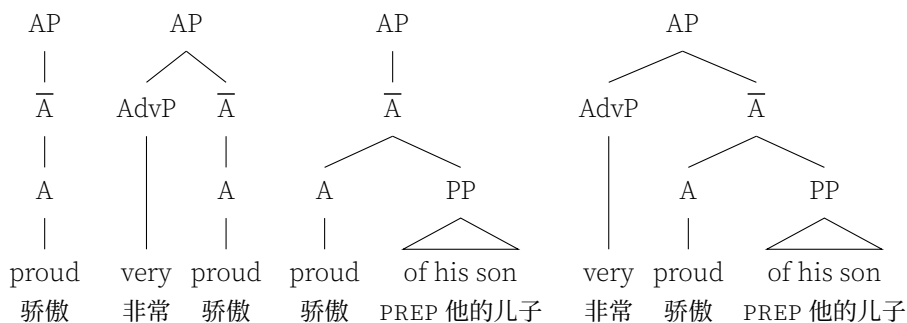 AP AP AP AP
A̅ AdvP A̅ A̅ AdvP A̅
A A A PP A PP
proud very proud proud of his son very proud of his son
骄傲 非常 骄傲 骄傲 PREP 他的儿子 非常 骄傲 PREP 他的儿子